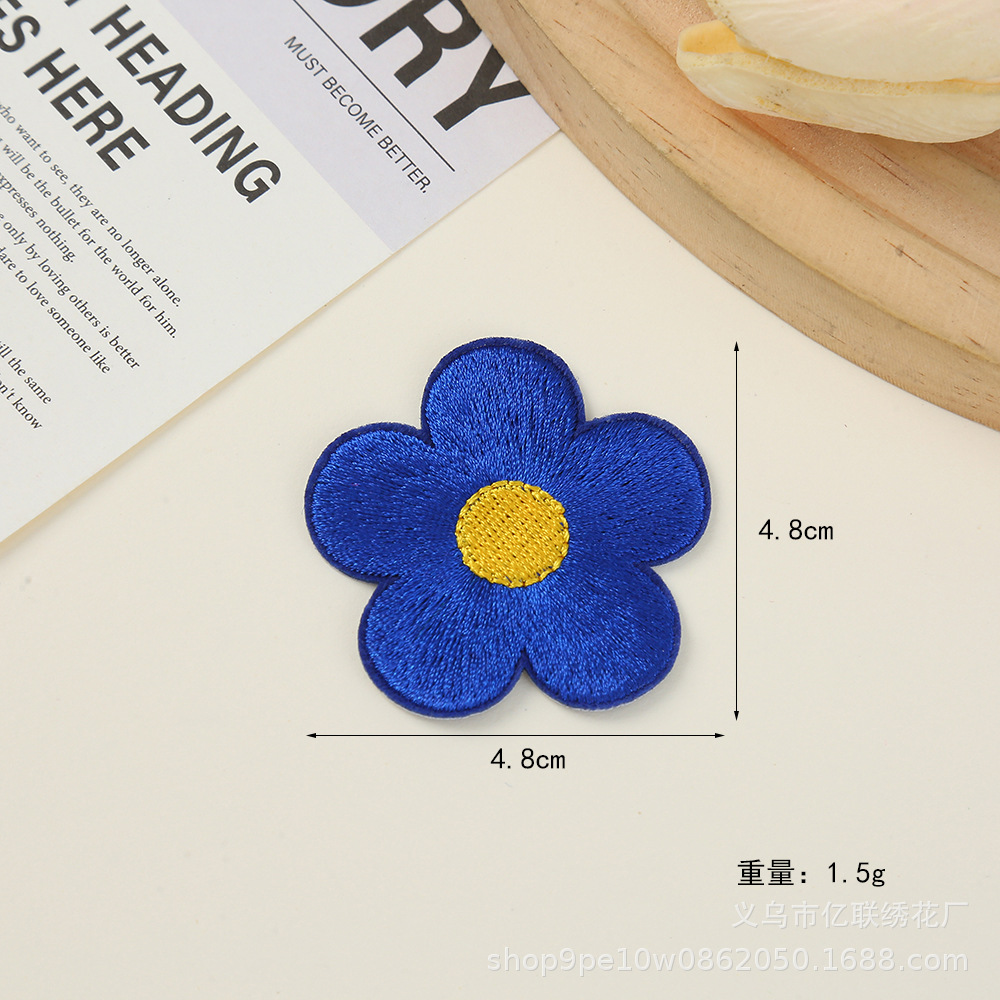 HEADING
ES HERE
who want to see, they are no longer alone.
will be the bullet for the world for him.
expresses nothing.
only by loving others is better
dare to love someone like
ill the same
n't know
ORY
MUST BECOME BETTER.
4.8cm
4.8cm
重量：1.5g
义乌市亿联绣花厂
shop9pe10w0862050.1688.com